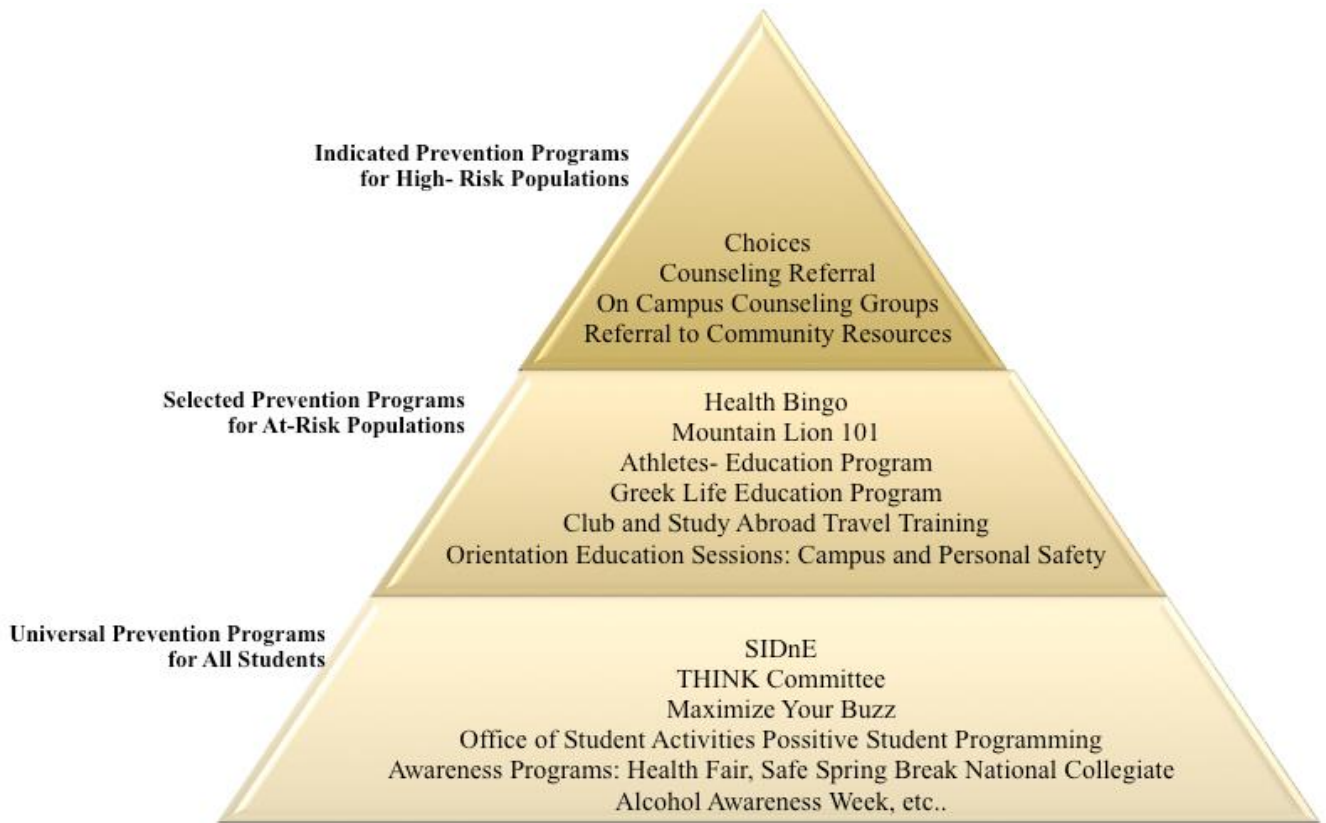 Indicated Prevention Programs
for High- Risk Populations
Choices
Counseling Referral
On Campus Counseling Groups
Referral to Community Resources
Selected Prevention Programs
for At-Risk Populations
Health Bingo
Mountain Lion 101
Athletes- Education Program
Greek Life Education Program
Club and Study Abroad Travel Training
Orientation Education Sessions: Campus and Personal Safety
Universal Prevention Programs
for All Students
SIDnE
THINK Committee
Maximize Your Buzz
Office of Student Activities Possitive Student Programming
Awareness Programs: Health Fair, Safe Spring Break National Collegiate
Alcohol Awareness Week, etc..